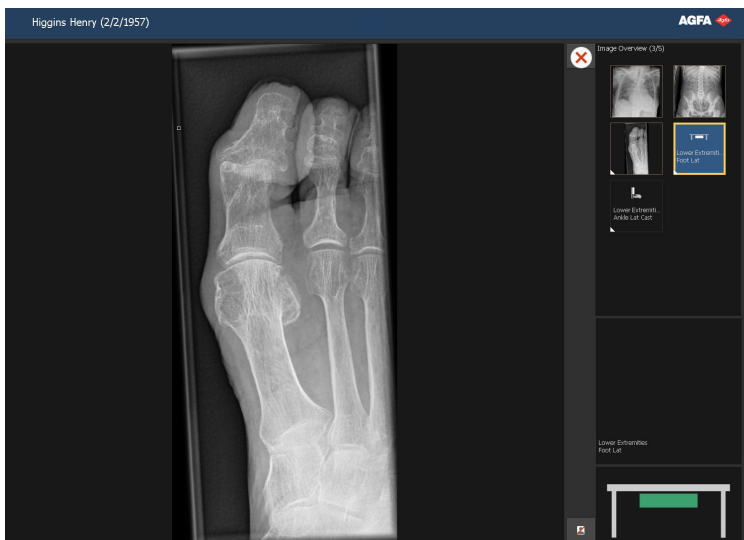 Higgins Henry (2/2/1957)
AGFA
Image Overview (3/5)
Lower Extremiti...
Foot Lat
Lower Extremiti...
Ankle Lat Cast
Lower Extremities
Foot Lat